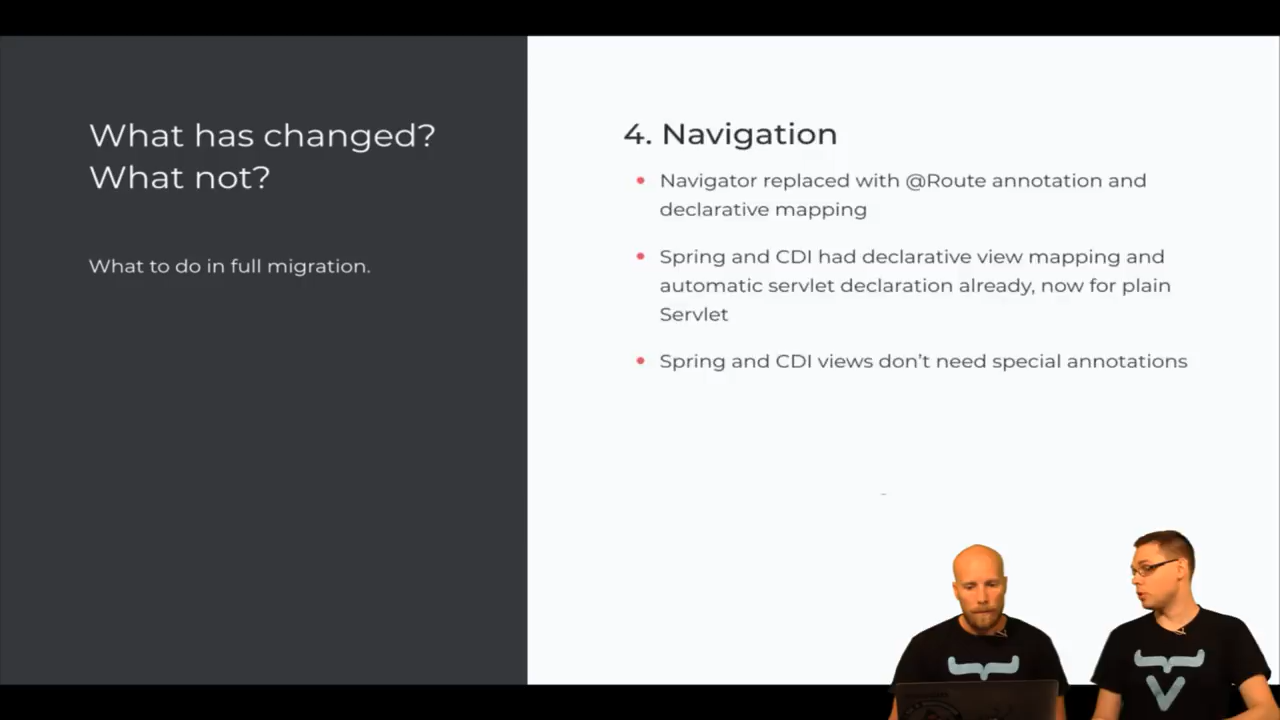 What has changed?
What not?
What to do in full migration.
4. Navigation
Navigator replaced with @Route annotation and
declarative mapping
Spring and CDI had declarative view mapping and
automatic servlet declaration already, now for plain
Servlet
Spring and CDI views don’t need special annotations